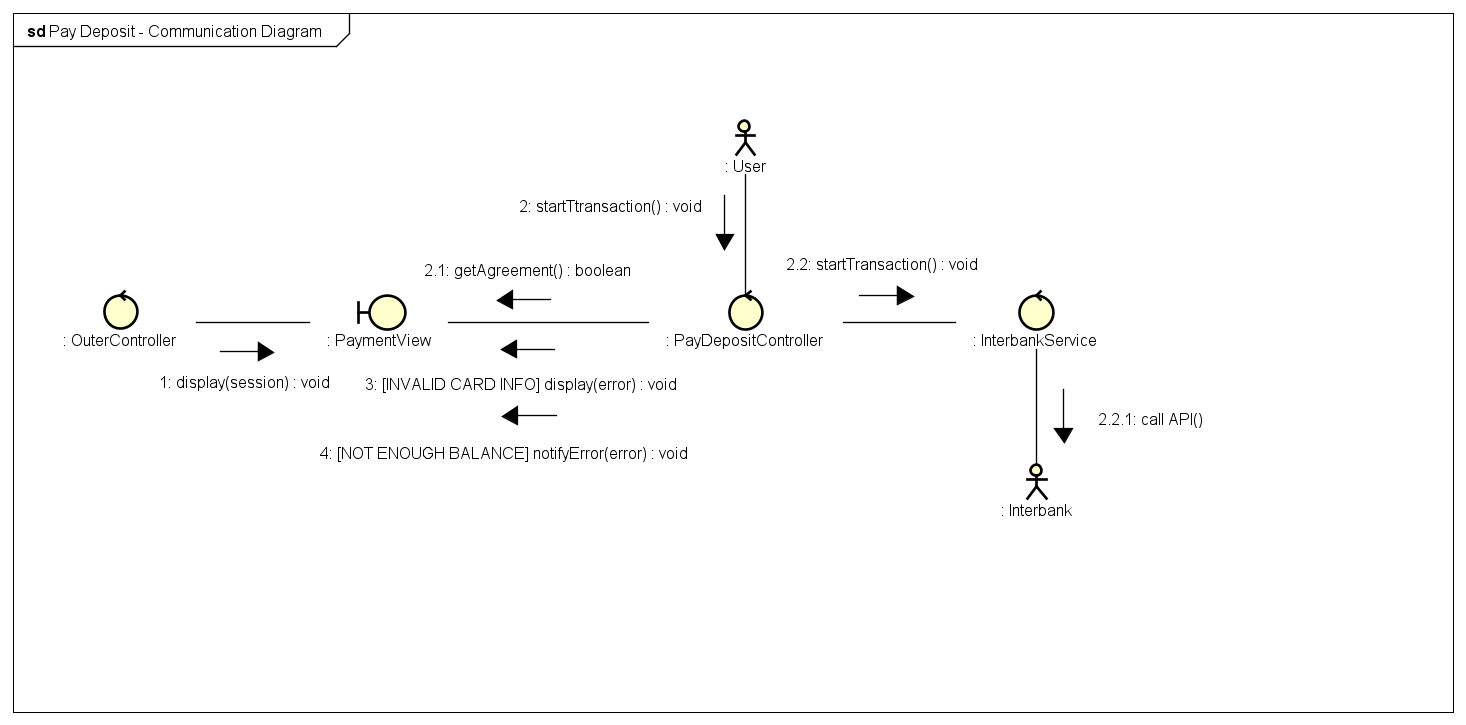 sd Pay Deposit - Communication Diagram
: User
2: startTtransaction() : void
2.1: getAgreement() : boolean
2.2: startTransaction() : void
: OuterController
: PaymentView
: PayDepositController
: InterbankService
1: display(session) : void
3: [INVALID CARD INFO] display(error) : void
2.2.1: call API()
4: [NOT ENOUGH BALANCE] notifyError(error) : void
: Interbank